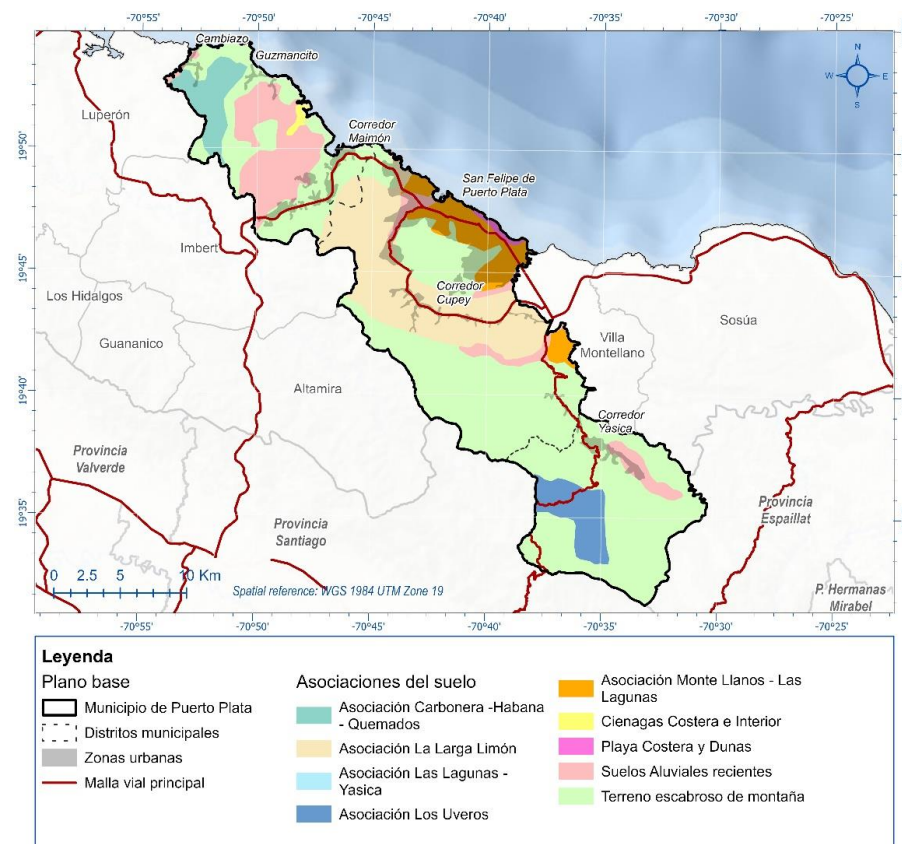 -70°55'
-70°50'
-70°45'
-70°40'
-70°35'
-70°30'
-70°25'
Cambiazo
Guzmancito
N
W
E
S
Luperón
Corredor
Maimón
19°50'
San Felipe de
Puerto Plata
Imbert
19°45'
Los Hidalgos
Corredor
Cupey
Sosúa
Guananico
Villa
Montellano
19°40'
Altamira
Corredor
Yasica
Provincia
Valverde
Provincia
Espaillat
19°35'
Provincia
Santiago
0 2.5 5 10 Km
Spatial reference: WGS 1984 UTM Zone 19
P. Hermanas
Mirabel
-70°55'
-70°50'
-70°45'
-70°40'
-70°35'
-70°30'
-70°25'
Leyenda
Plano base
Municipio de Puerto Plata
Distritos municipales
Zonas urbanas
Malla vial principal
Asociaciones del suelo
Asociación Carbonera -Habana
- Quemados
Asociación La Larga Limón
Asociación Las Lagunas -
Yasica
Asociación Los Uveros
Asociación Monte Llanos - Las
Lagunas
Cienagas Costera e Interior
Playa Costera y Dunas
Suelos Aluviales recientes
Terreno escabroso de montaña